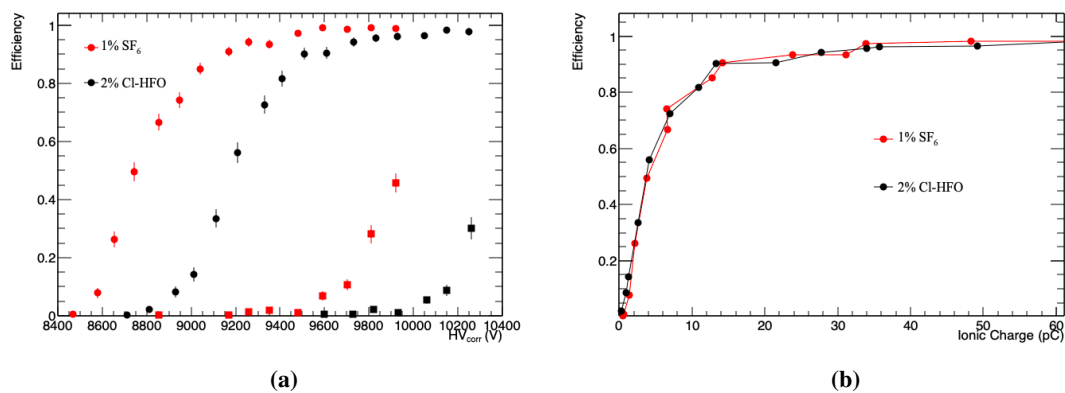 Efficiency
1
0.8
0.6
0.4
0.2
0
1% SF₆
2% Cl-HFO
8400 8600 8800 9000 9200 9400 9600 9800 10000 10200 10400
HV_corr (V)
(a)
Efficiency
1
0.8
0.6
0.4
0.2
1% SF₆
2% Cl-HFO
0 10 20 30 40 50 60
Ionic Charge (pC)
(b)